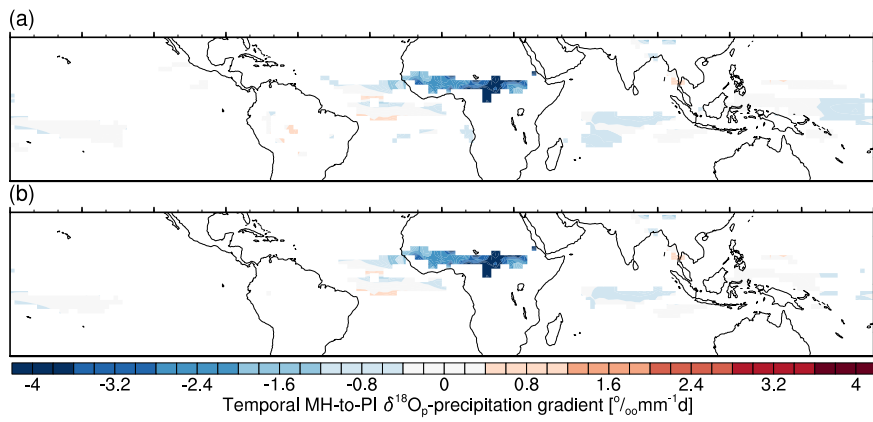 (a)
(b)
-4 -3.2 -2.4 -1.6 -0.8 0 0.8 1.6 2.4 3.2 4
Temporal MH-to-PI δ¹⁸Oₚ-precipitation gradient [°/ₒₒmm⁻¹d]